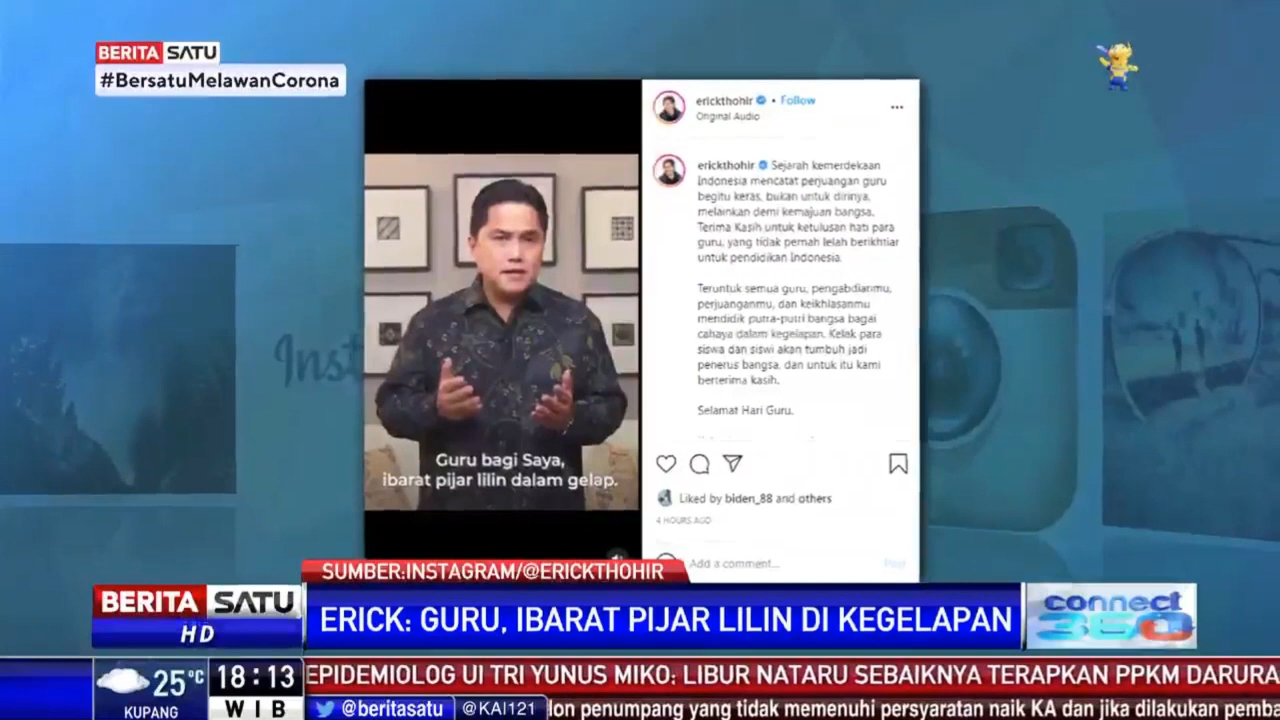 BERITA SATU
#BersatuMelawanCorona
erickthohir • Follow
Original Audio
erickthohir Sejarah kemerdekaan
Indonesia mencatat perjuangan guru
begitu keras, bukan untuk dirinya,
melainkan demi kemajuan bangsa.
Terima Kasih untuk ketulusan hati para
guru, yang tidak pernah lelah berikhtiar
untuk pendidikan Indonesia.
Teruntuk semua guru, pengabdianmu,
perjuanganmu, dan keikhlasanmu
mendidik putra-putri bangsa bagai
cahaya dalam kegelapan. Kelak para
siswa dan siswi akan tumbuh jadi
penerus bangsa, dan untuk itu kami
berterima kasih.
Selamat Hari Guru.
Guru bagi Saya,
ibarat pijar lilin dalam gelap.
Liked by biden_88 and others
4 HOURS AGO
Add a comment...
Post
Inst
SUMBER:INSTAGRAM/@ERICKTHOHIR
BERITA SATU
HD
ERICK: GURU, IBARAT PIJAR LILIN DI KEGELAPAN
connect
360
25°C
KUPANG
18:13
WIB
EPIDEMIOLOG UI TRI YUNUS MIKO: LIBUR NATARU SEBAIKNYA TERAPKAN PPKM DARURA
@beritasatu
@KAI121
lon penumpang yang tidak memenuhi persyaratan naik KA dan jika dilakukan pemba